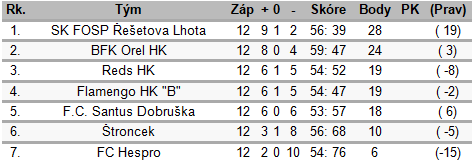 Rk. Tým Záp + 0 - Skóre Body PK (Prav)
1. SK FOSP Řešetova Lhota 12 9 1 2 56: 39 28 ( 19)
2. BFK Orel HK 12 8 0 4 59: 47 24 ( 3)
3. Reds HK 12 6 1 5 54: 52 19 ( -8)
4. Flamengo HK "B" 12 6 1 5 54: 47 19 ( -2)
5. F.C. Santus Dobruška 12 6 0 6 53: 57 18 ( 6)
6. Štroncek 12 3 1 8 56: 68 10 ( -5)
7. FC Hespro 12 2 0 10 54: 76 6 (-15)